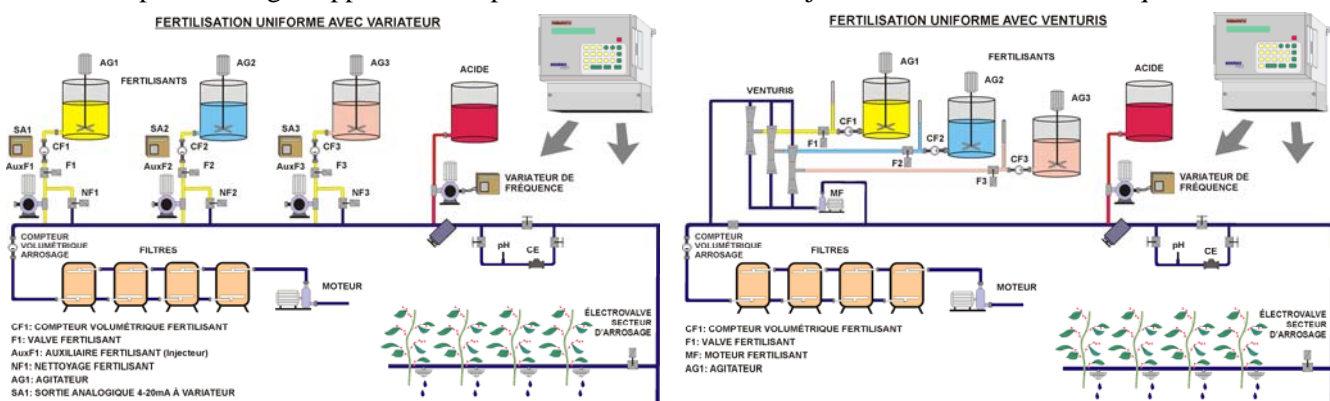 FERTILISATION UNIFORME AVEC VARIATEUR
AG1
AG2
AG3
FERTILISANTS
ACIDE
SA1
SA2
SA3
CF1
CF2
CF3
AuxF1
F1
AuxF2
F2
AuxF3
F3
NF1
NF2
NF3
VARIATEUR DE
FRÉQUENCE
COMPTEUR
VOLUMÉTRIQUE
ARROSAGE
FILTRES
pH
CE
MOTEUR
ÉLECTROVALVE
SECTEUR
D'ARROSAGE
CF1: COMPTEUR VOLUMÉTRIQUE FERTILISANT
F1: VALVE FERTILISANT
AuxF1: AUXILIAIRE FERTILISANT (Injecteur)
NF1: NETTOYAGE FERTILISANT
AG1: AGITATEUR
SA1: SORTIE ANALOGIQUE 4-20mA À VARIATEUR
FERTILISATION UNIFORME AVEC VENTURIS
AG1
FERTILISANTS
AG2
AG3
ACIDE
VENTURIS
CF1
F1
CF2
F2
CF3
F3
MF
VARIATEUR DE
FRÉQUENCE
COMPTEUR
VOLUMÉTRIQUE
ARROSAGE
FILTRES
pH
CE
MOTEUR
ÉLECTROVALVE
SECTEUR
D'ARROSAGE
CF1: COMPTEUR VOLUMÉTRIQUE FERTILISANT
F1: VALVE FERTILISANT
MF: MOTEUR FERTILISANT
AG1: AGITATEUR